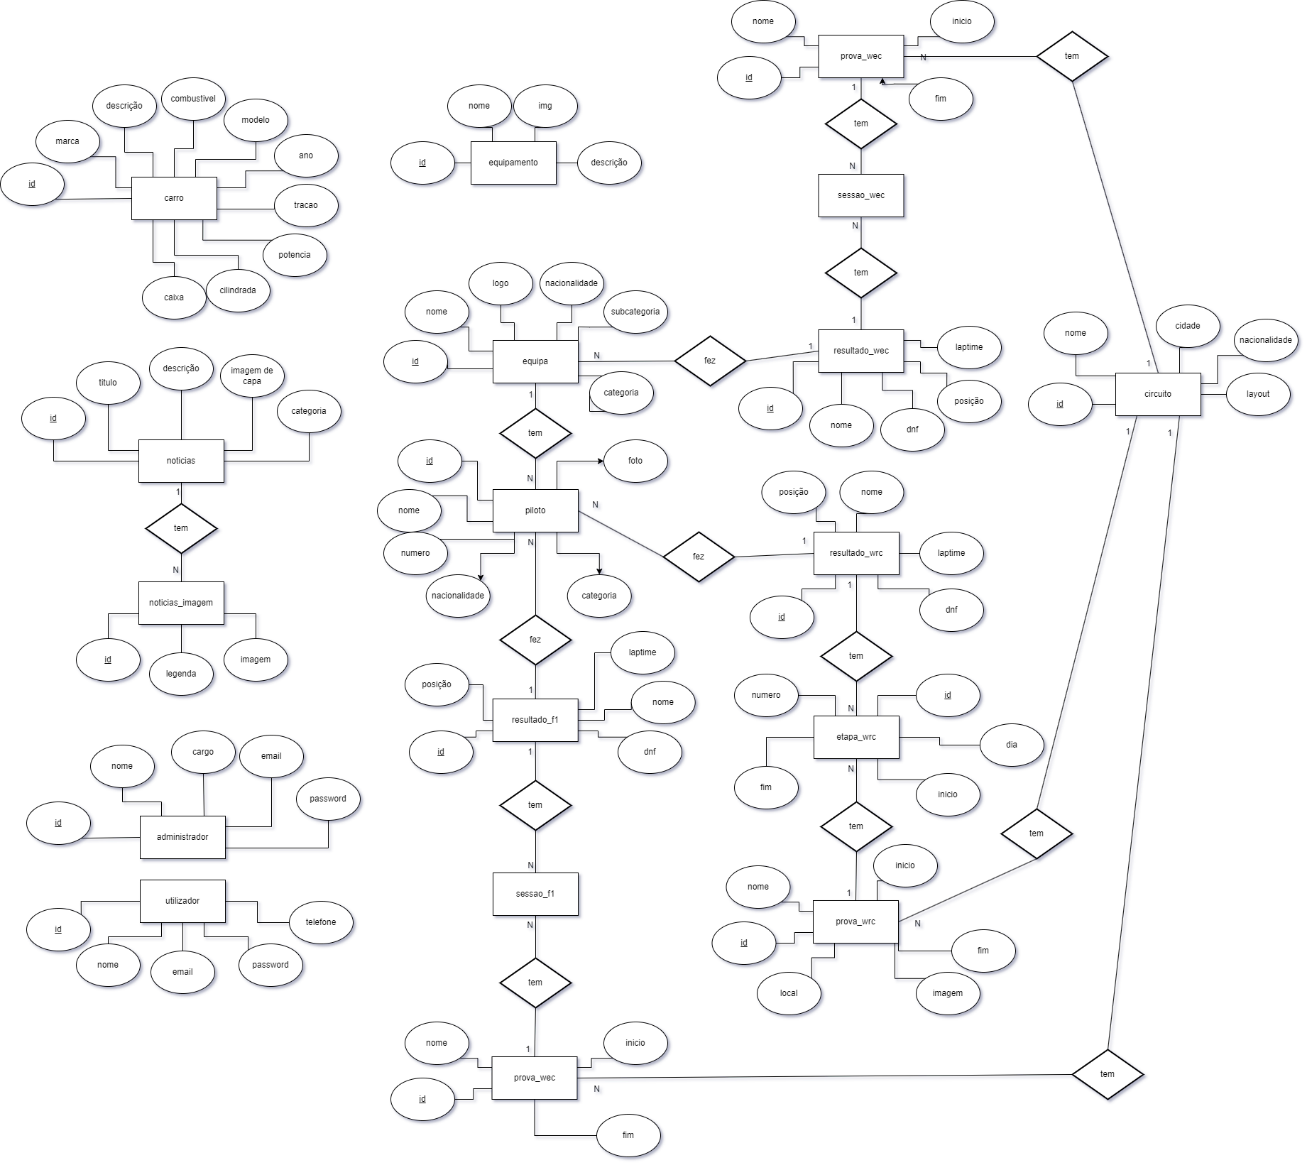 nome
inicio
prova_wec
N
tem
id
fim
1
tem
N
sessao_wec
N
tem
1
combustivel
descrição
modelo
marca
ano
id
carro
tracao
potencia
caixa
cilindrada
nome
img
id
equipamento
descrição
logo
nacionalidade
nome
subcategoria
id
equipa
N
fez
1
resultado_wec
laptime
categoria
id
nome
dnf
posição
1
tem
N
nome
cidade
nacionalidade
1
id
circuito
layout
1
1
descrição
titulo
imagem de
capa
id
categoria
noticias
1
tem
N
noticias_imagem
id
legenda
imagem
id
foto
nome
piloto
N
numero
N
nacionalidade
categoria
fez
1
posição
nome
fez
1
resultado_wrc
laptime
id
1
dnf
tem
N
numero
id
etapa_wrc
dia
fim
N
inicio
tem
1
tem
laptime
posição
nome
resultado_f1
id
1
dnf
tem
N
sessao_f1
N
tem
1
nome
inicio
nome
prova_wrc
N
id
fim
local
imagem
cargo
nome
email
password
id
administrador
utilizador
id
telefone
nome
email
password
nome
inicio
prova_wec
N
tem
id
fim